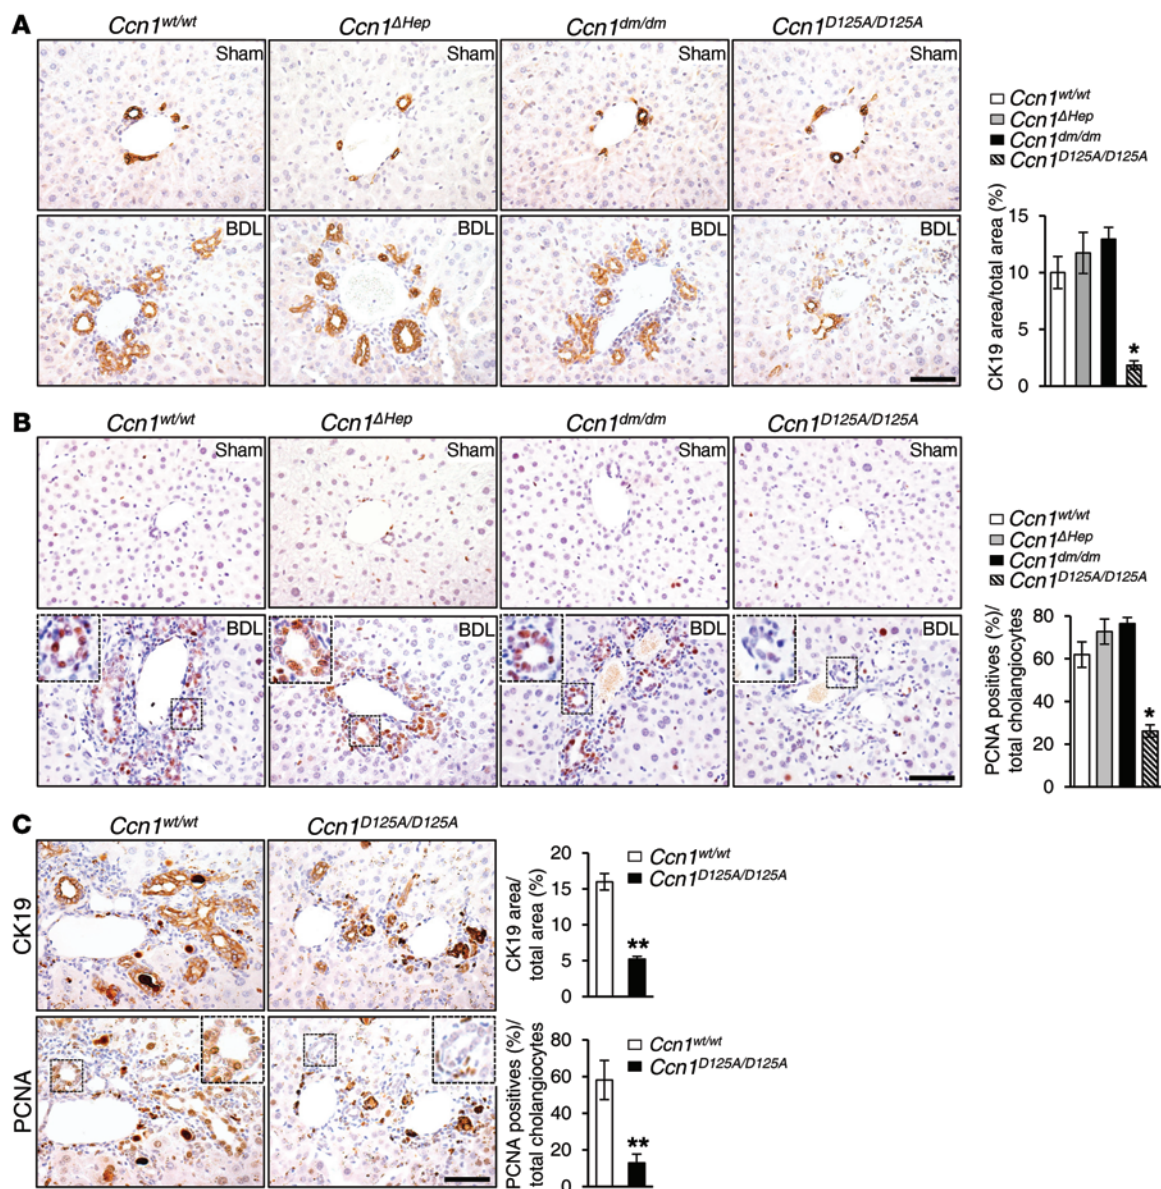 A
Ccn1wt/wt
Ccn1ΔHep
Ccn1dm/dm
Ccn1D125A/D125A
Sham
Sham
Sham
Sham
BDL
BDL
BDL
BDL
Ccn1wt/wt
Ccn1ΔHep
Ccn1dm/dm
Ccn1D125A/D125A
CK19 area/total area (%)
15
10
5
0
*
B
Ccn1wt/wt
Ccn1ΔHep
Ccn1dm/dm
Ccn1D125A/D125A
Sham
Sham
Sham
Sham
BDL
BDL
BDL
BDL
Ccn1wt/wt
Ccn1ΔHep
Ccn1dm/dm
Ccn1D125A/D125A
PCNA positives (%)/
total cholangiocytes
80
60
40
20
0
*
C
Ccn1wt/wt
Ccn1D125A/D125A
CK19
PCNA
CK19 area/
total area (%)
20
15
10
5
0
Ccn1wt/wt
Ccn1D125A/D125A
**
PCNA positives (%)/
total cholangiocytes
80
60
40
20
0
Ccn1wt/wt
Ccn1D125A/D125A
**